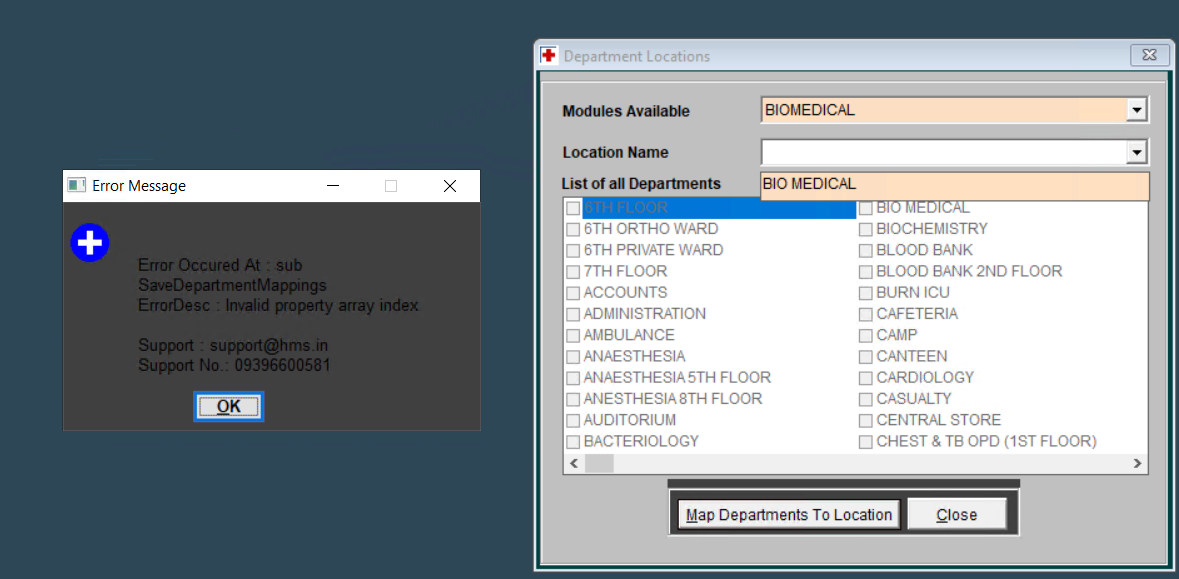 Error Message
Error Occured At : sub
SaveDepartmentMappings
ErrorDesc : Invalid property array index
Support : support@hms.in
Support No.: 09396600581
OK
Department Locations
Modules Available
BIOMEDICAL
Location Name
List of all Departments
BIO MEDICAL
6TH FLOOR
6TH ORTHO WARD
6TH PRIVATE WARD
7TH FLOOR
ACCOUNTS
ADMINISTRATION
AMBULANCE
ANAESTHESIA
ANAESTHESIA 5TH FLOOR
ANESTHESIA 8TH FLOOR
AUDITORIUM
BACTERIOLOGY
BIO MEDICAL
BIOCHEMISTRY
BLOOD BANK
BLOOD BANK 2ND FLOOR
BURN ICU
CAFETERIA
CAMP
CANTEEN
CARDIOLOGY
CASUALTY
CENTRAL STORE
CHEST & TB OPD (1ST FLOOR)
Map Departments To Location
Close